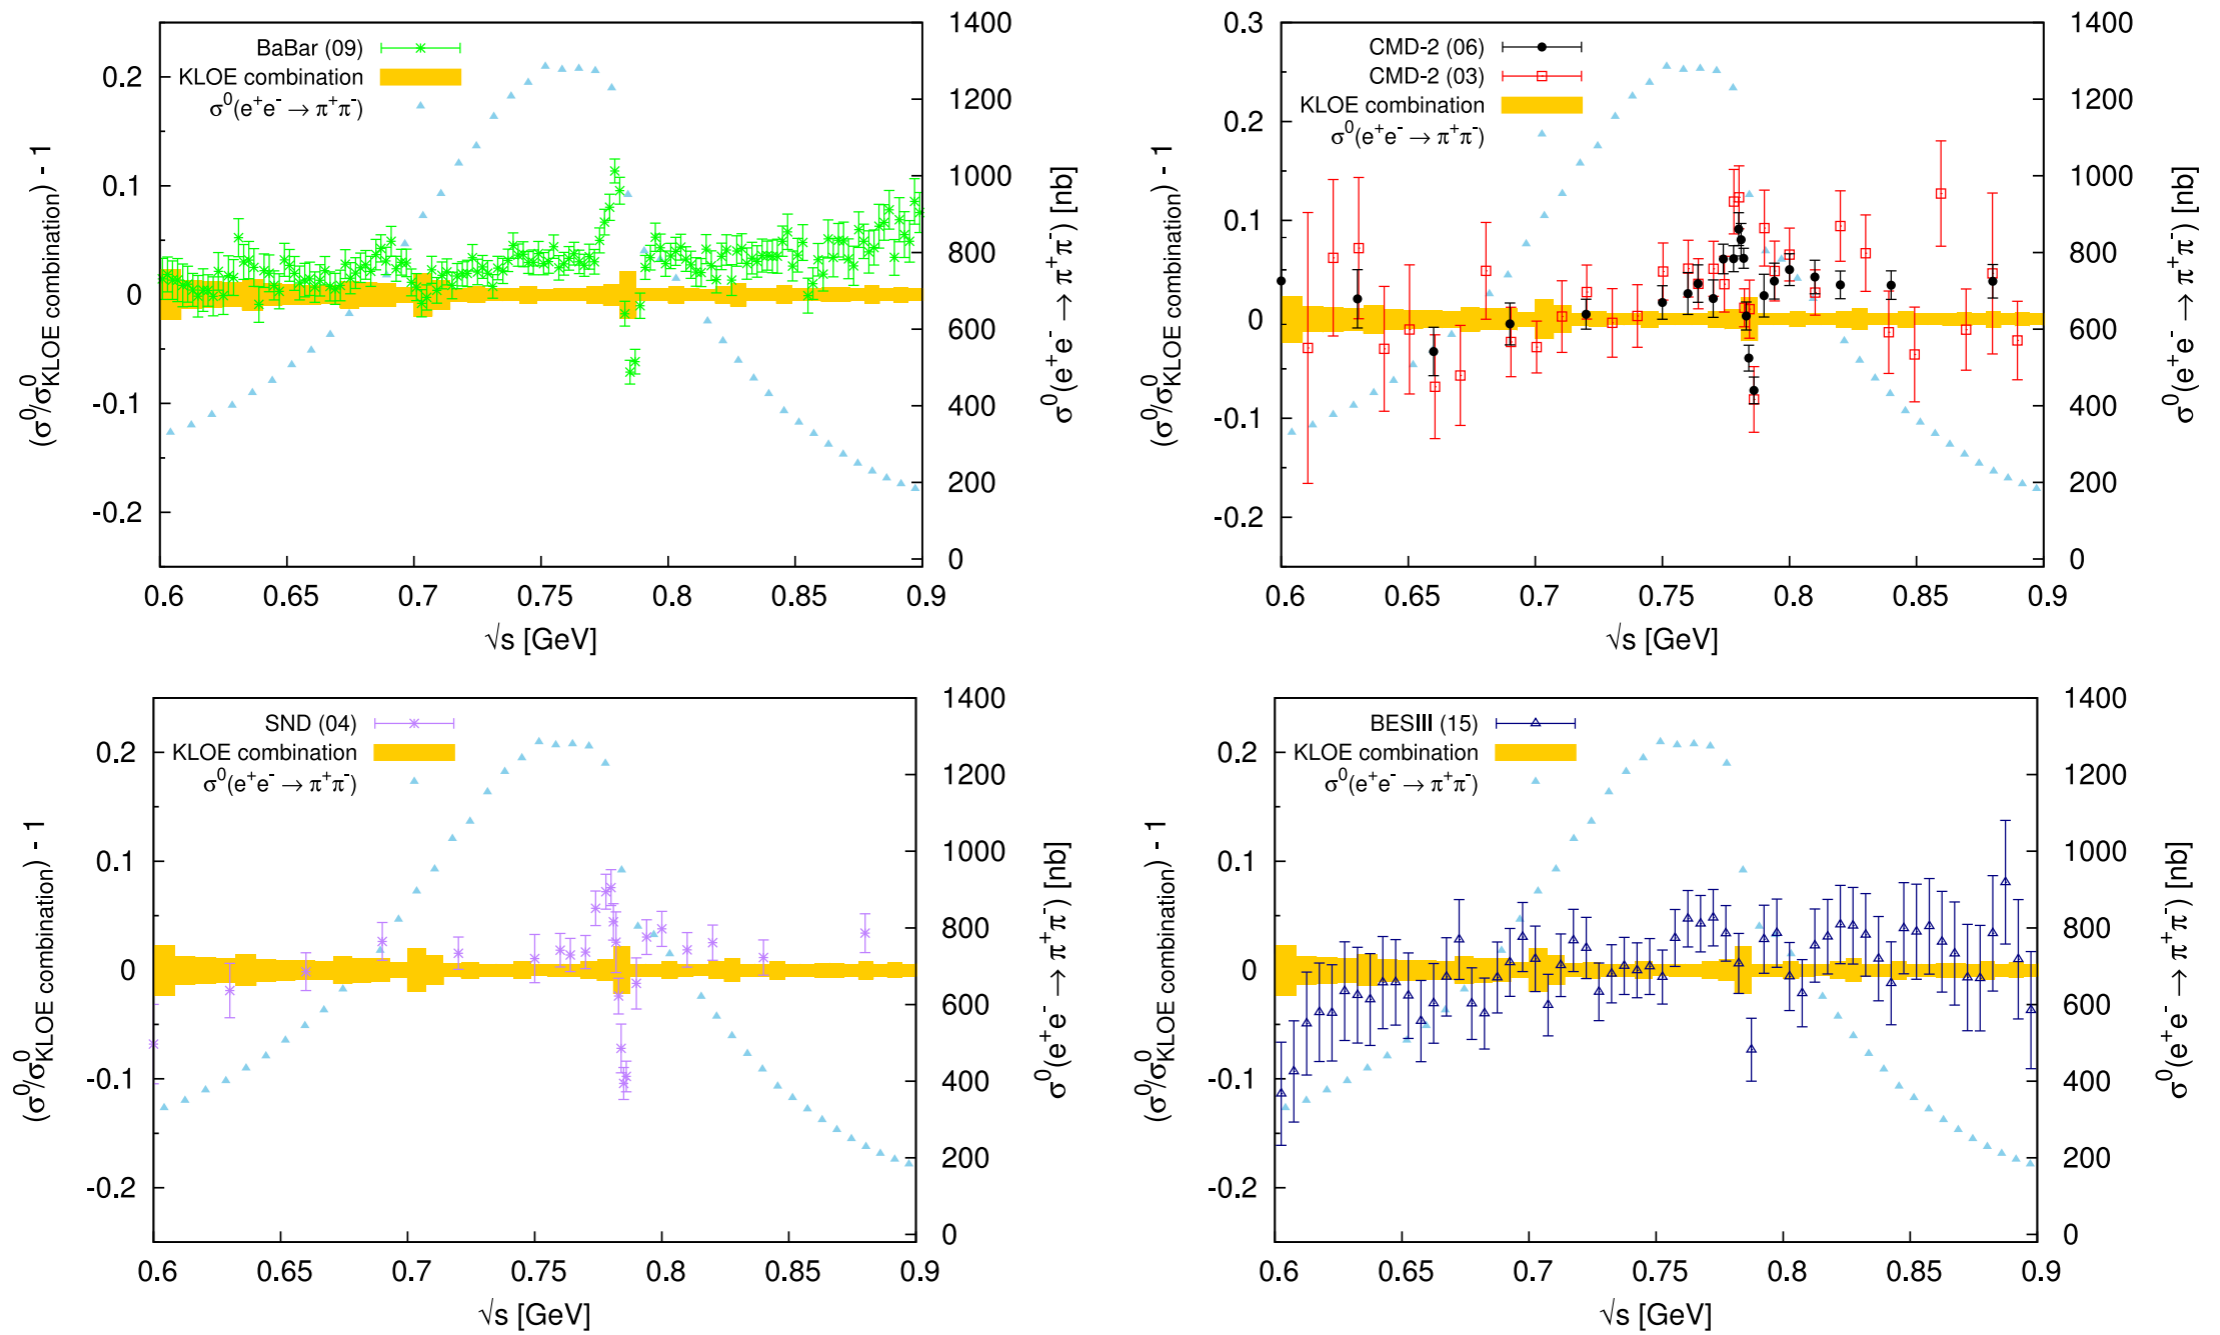 BaBar (09)
KLOE combination
σ⁰(e⁺e⁻ → π⁺π⁻)
0.2
0.1
0
-0.1
-0.2
(σ⁰/σ⁰KLOE combination) - 1
1400
1200
1000
800
600
400
200
0
σ⁰(e⁺e⁻ → π⁺π⁻) [nb]
0.6 0.65 0.7 0.75 0.8 0.85 0.9
√s [GeV]
CMD-2 (06)
CMD-2 (03)
KLOE combination
σ⁰(e⁺e⁻ → π⁺π⁻)
0.3
0.2
0.1
0
-0.1
-0.2
(σ⁰/σ⁰KLOE combination) - 1
1400
1200
1000
800
600
400
200
0
σ⁰(e⁺e⁻ → π⁺π⁻) [nb]
0.6 0.65 0.7 0.75 0.8 0.85 0.9
√s [GeV]
SND (04)
KLOE combination
σ⁰(e⁺e⁻ → π⁺π⁻)
0.2
0.1
0
-0.1
-0.2
(σ⁰/σ⁰KLOE combination) - 1
1400
1200
1000
800
600
400
200
0
σ⁰(e⁺e⁻ → π⁺π⁻) [nb]
0.6 0.65 0.7 0.75 0.8 0.85 0.9
√s [GeV]
BESIII (15)
KLOE combination
σ⁰(e⁺e⁻ → π⁺π⁻)
0.2
0.1
0
-0.1
-0.2
(σ⁰/σ⁰KLOE combination) - 1
1400
1200
1000
800
600
400
200
0
σ⁰(e⁺e⁻ → π⁺π⁻) [nb]
0.6 0.65 0.7 0.75 0.8 0.85 0.9
√s [GeV]